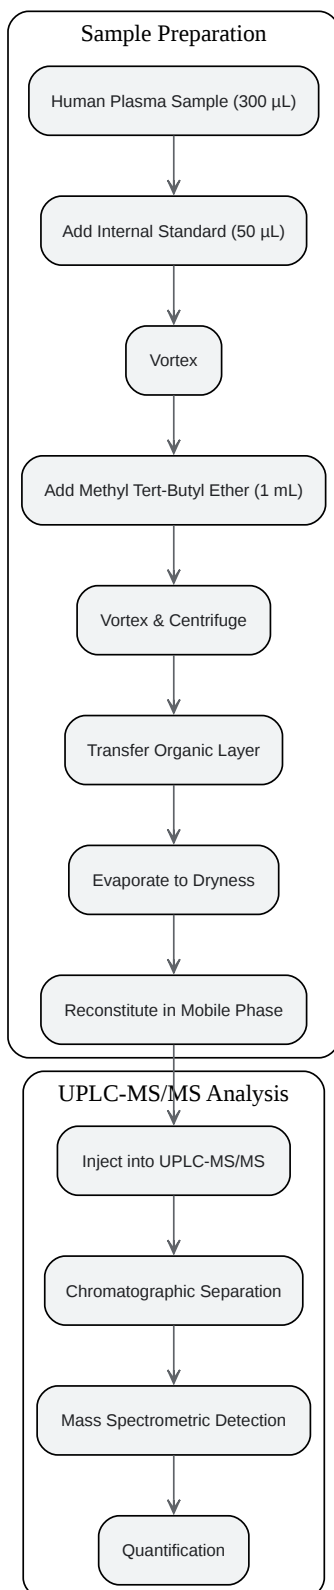 Sample Preparation
Human Plasma Sample (300 µL)
Add Internal Standard (50 µL)
Vortex
Add Methyl Tert-Butyl Ether (1 mL)
Vortex & Centrifuge
Transfer Organic Layer
Evaporate to Dryness
Reconstitute in Mobile Phase
UPLC-MS/MS Analysis
Inject into UPLC-MS/MS
Chromatographic Separation
Mass Spectrometric Detection
Quantification